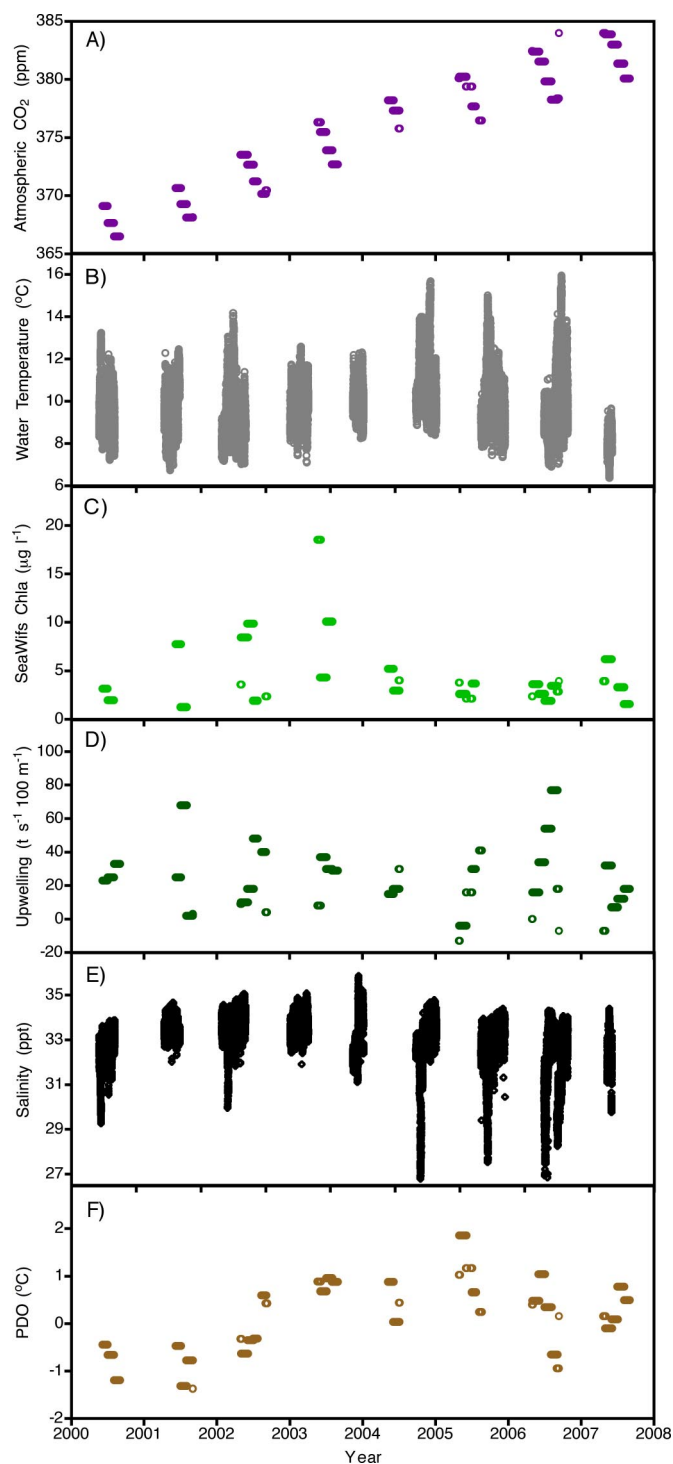 A)
385
380
375
370
365
Atmospheric CO₂ (ppm)
B)
16
14
12
10
8
6
Water Temperature (ºC)
C)
20
15
10
5
0
SeaWifs Chla (µg l⁻¹)
D)
100
80
60
40
20
0
-20
Upwelling (t s⁻¹ 100 m⁻¹)
E)
35
33
31
29
27
Salinity (ppt)
F)
2
1
0
-1
-2
PDO (ºC)
2000 2001 2002 2003 2004 2005 2006 2007 2008
Year